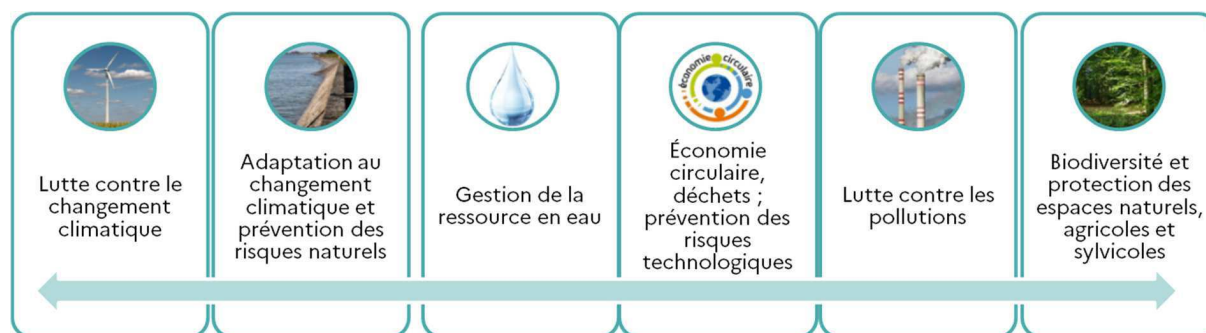 Lutte contre le
changement
climatique
Adaptation au
changement
climatique et
prévention des
risques naturels
Gestion de la
ressource en eau
économie circulaire
Économie
circulaire,
déchets ;
prévention des
risques
technologiques
Lutte contre les
pollutions
Biodiversité et
protection des
espaces naturels,
agricoles et
sylvicoles